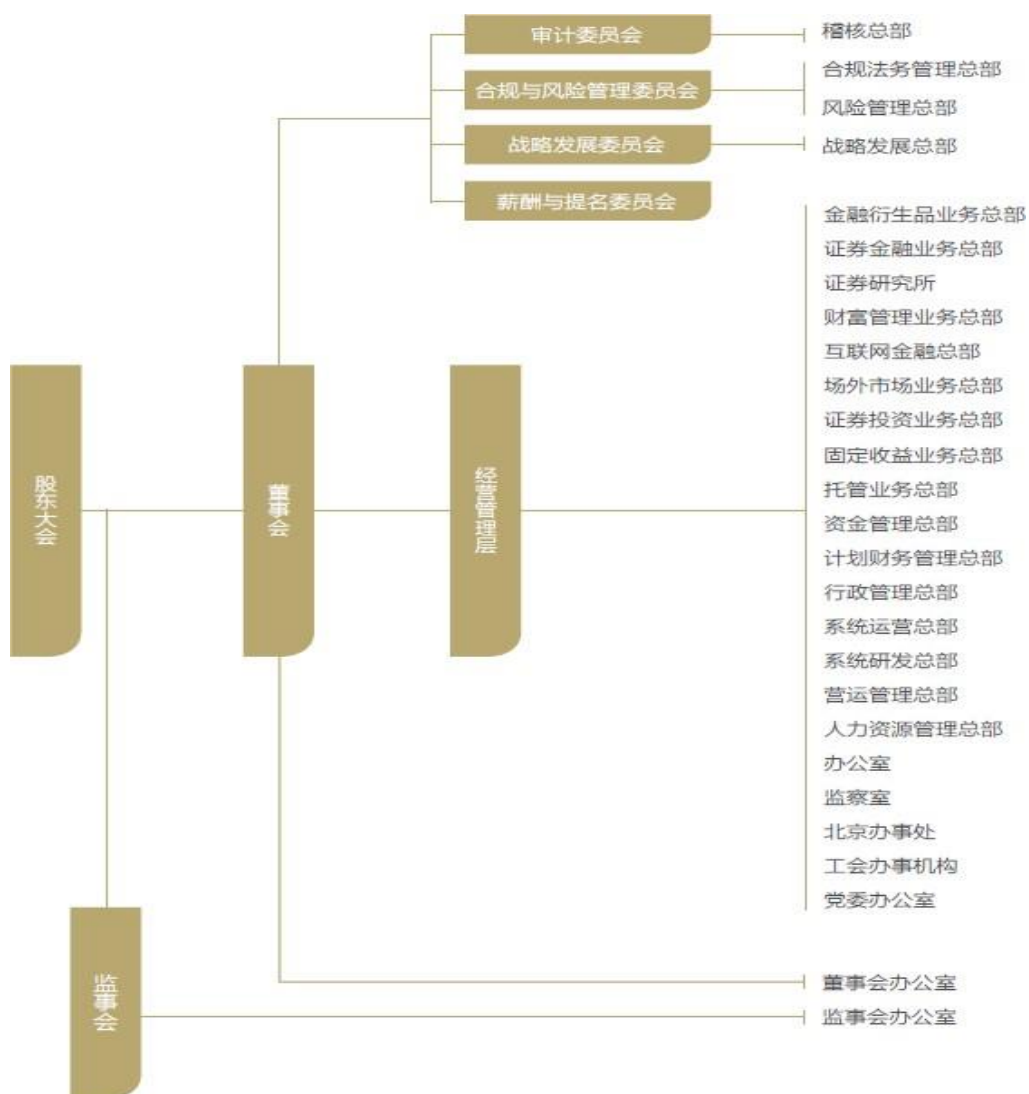 审计委员会
稽核总部
合规与风险管理委员会
合规法务管理总部
风险管理总部
战略发展委员会
战略发展总部
薪酬与提名委员会
股东大会
董事会
经营管理层
金融衍生品业务总部
证券金融业务总部
证券研究所
财富管理业务总部
互联网金融总部
场外市场业务总部
证券投资业务总部
固定收益业务总部
托管业务总部
资金管理总部
计划财务管理总部
行政管理总部
系统运营总部
系统研发总部
营运管理总部
人力资源管理总部
办公室
监察室
北京办事处
工会办事机构
党委办公室
监事会
董事会办公室
监事会办公室